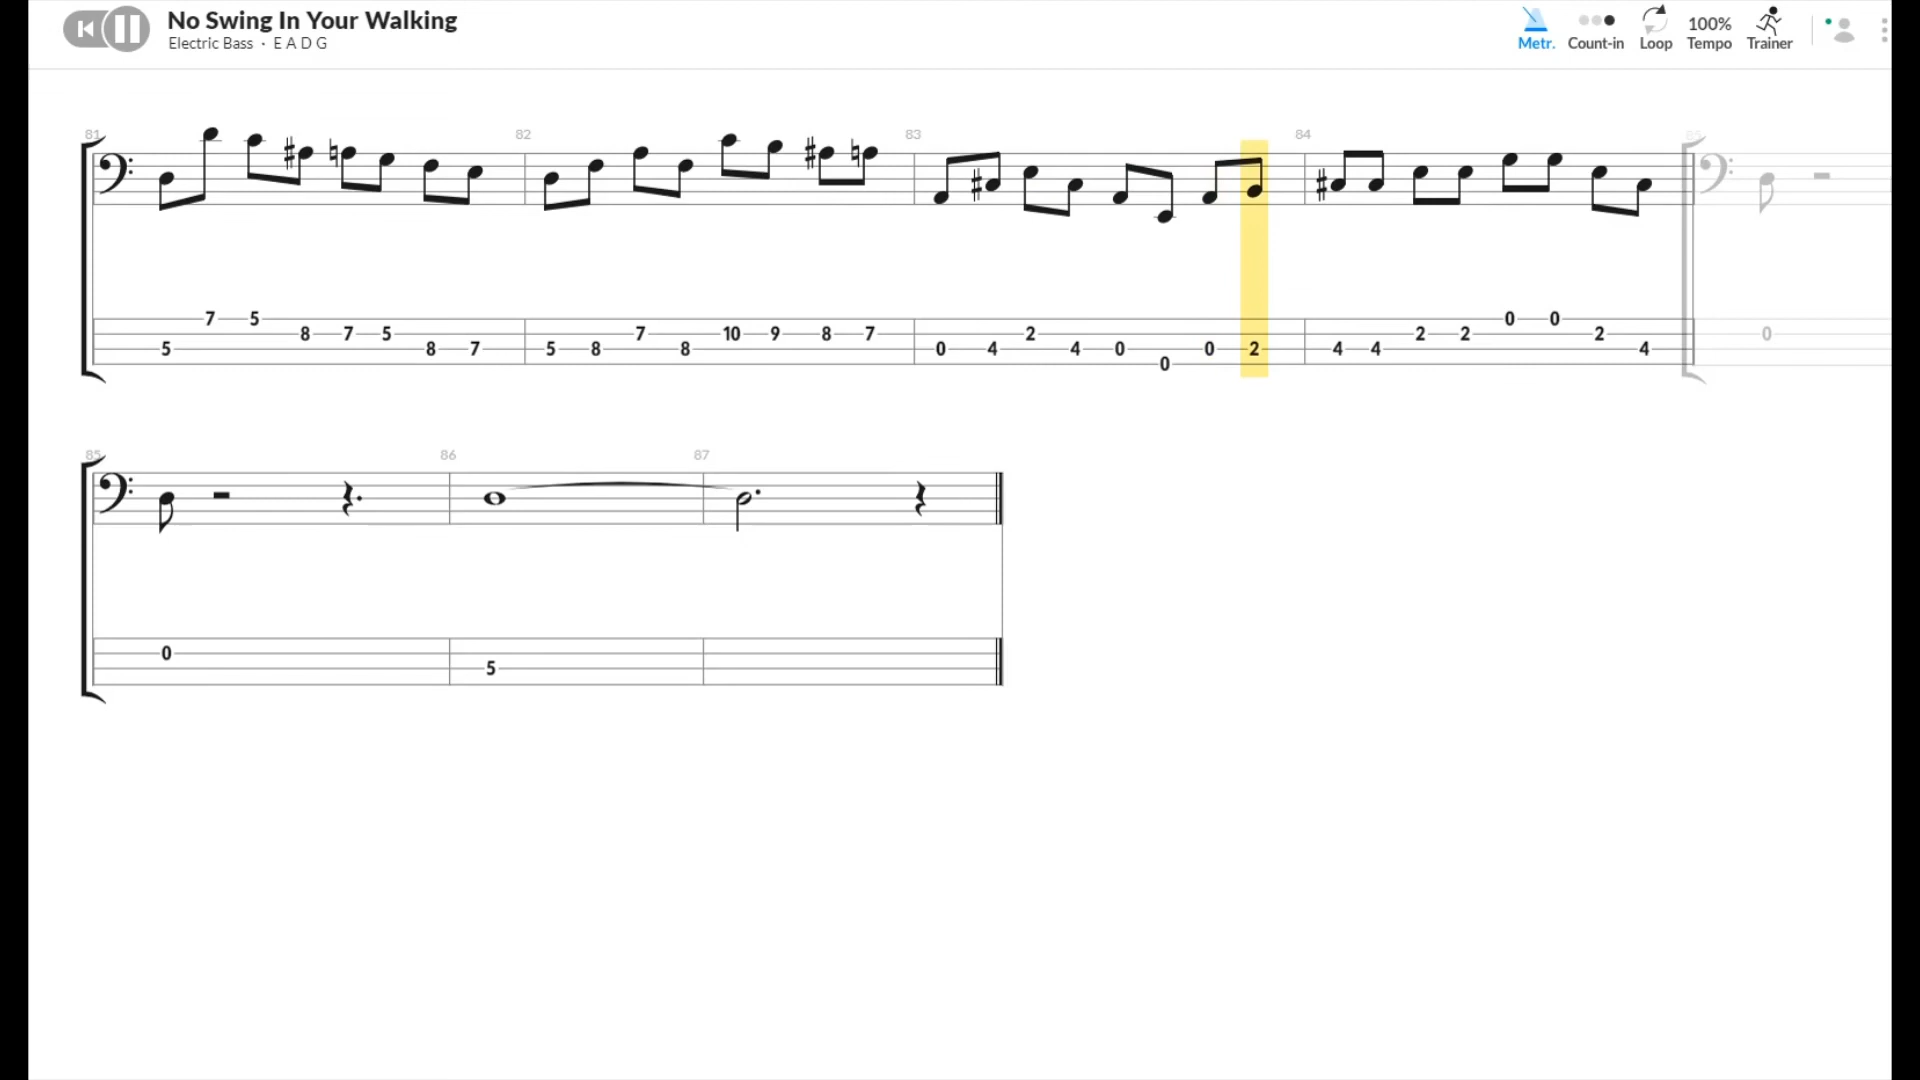 No Swing In Your Walking
Electric Bass · E A D G
Metr.
Count-in
Loop
100%
Tempo
Trainer
81 82 83 84 85
7 5 0 0
8 7 5 7 10 9 8 7 2 2 2 2 0
5 8 7 5 8 8 0 4 4 0 0 2 4 4 4
0
85 86 87
0
5